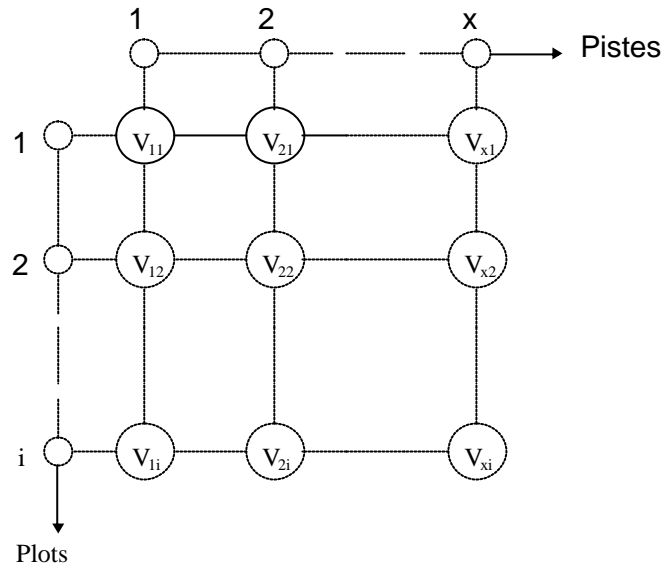 1 2 x Pistes
1 V11 V21 Vx1
2 V12 V22 Vx2
i V1i V2i Vxi
Plots